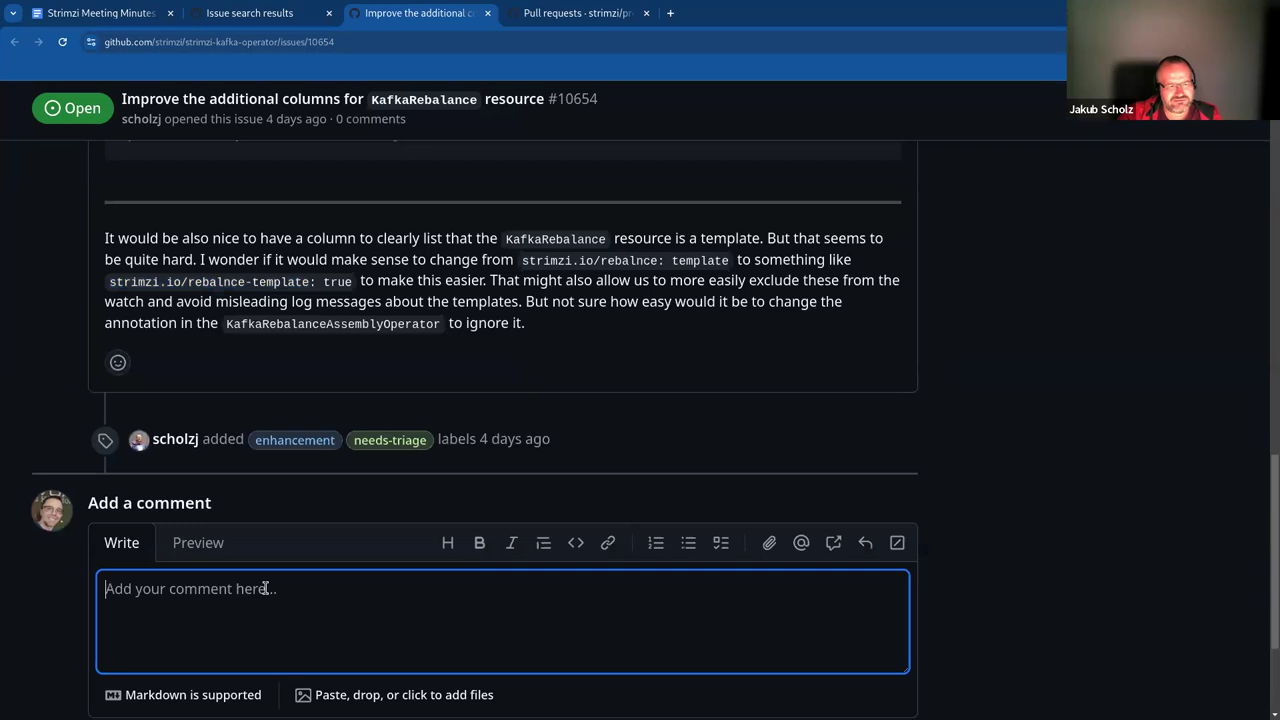 Strimzi Meeting Minutes
Issue search results
Improve the additional c
Pull requests · strimzi/pr
github.com/strimzi/strimzi-kafka-operator/issues/10654
Jakub Scholz
Open
Improve the additional columns for KafkaRebalance resource #10654
scholzj opened this issue 4 days ago · 0 comments
It would be also nice to have a column to clearly list that the KafkaRebalance resource is a template. But that seems to
be quite hard. I wonder if it would make sense to change from strimzi.io/rebalnce: template to something like
strimzi.io/rebalnce-template: true to make this easier. That might also allow us to more easily exclude these from the
watch and avoid misleading log messages about the templates. But not sure how easy would it be to change the
annotation in the KafkaRebalanceAssemblyOperator to ignore it.
scholzj added enhancement needs-triage labels 4 days ago
Add a comment
Write Preview
Add your comment here...
Markdown is supported
Paste, drop, or click to add files